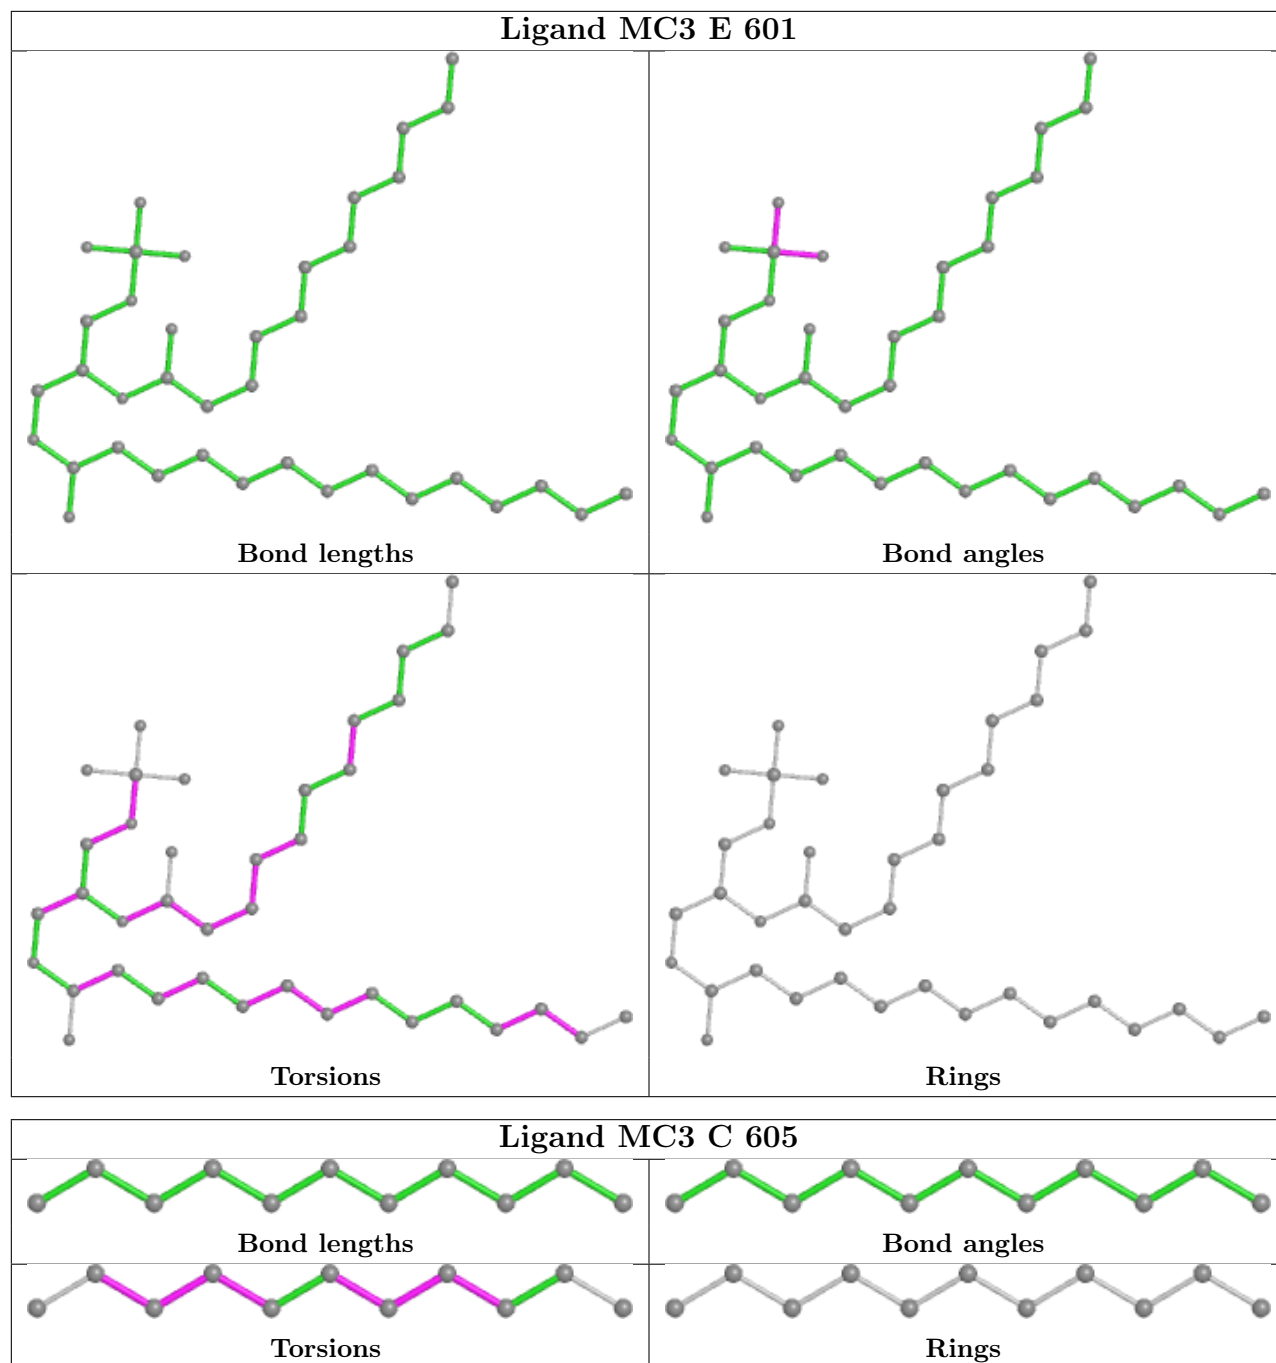 Ligand MC3 E 601
Bond lengths
Bond angles
Torsions
Rings
Ligand MC3 C 605
Bond lengths
Bond angles
Torsions
Rings